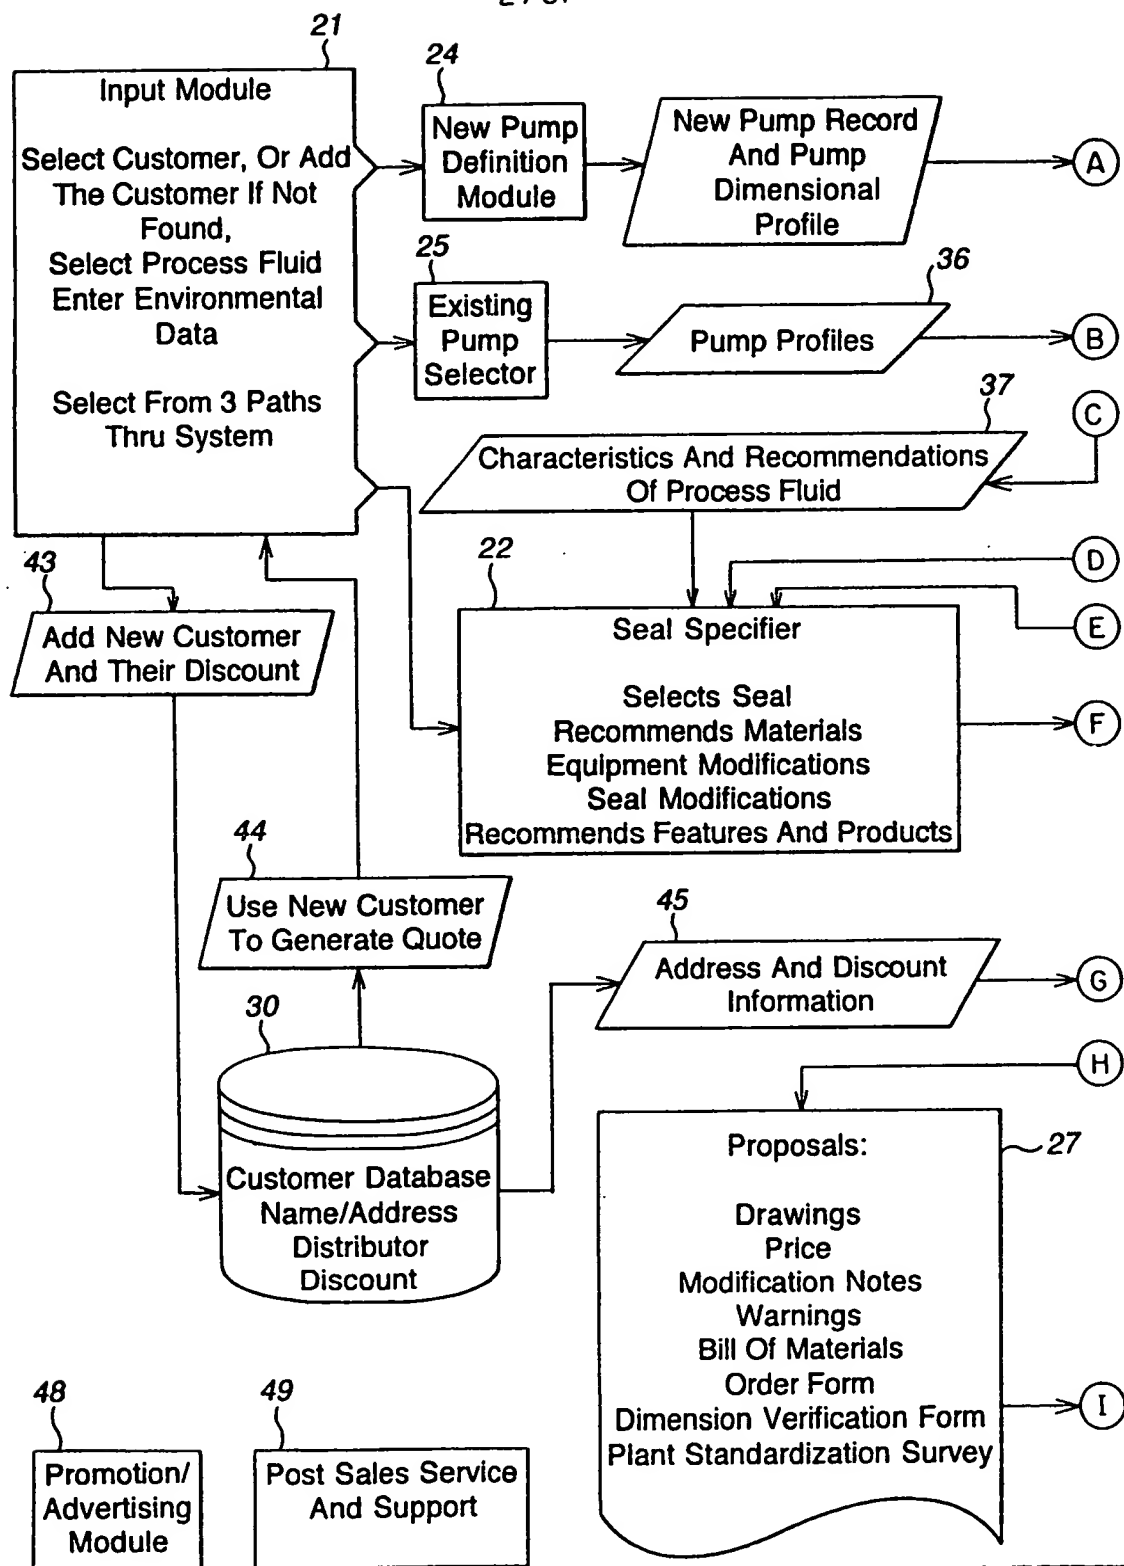 21
Input Module
Select Customer, Or Add
The Customer If Not
Found,
Select Process Fluid
Enter Environmental
Data
Select From 3 Paths
Thru System
24
New Pump
Definition
Module
New Pump Record
And Pump
Dimensional
Profile
A
25
Existing
Pump
Selector
36
Pump Profiles
B
37
Characteristics And Recommendations
Of Process Fluid
C
D
E
43
Add New Customer
And Their Discount
22
Seal Specifier
Selects Seal
Recommends Materials
Equipment Modifications
Seal Modifications
Recommends Features And Products
F
44
Use New Customer
To Generate Quote
45
Address And Discount
Information
G
30
Customer Database
Name/Address
Distributor
Discount
H
27
Proposals:
Drawings
Price
Modification Notes
Warnings
Bill Of Materials
Order Form
Dimension Verification Form
Plant Standardization Survey
I
48
Promotion/
Advertising
Module
49
Post Sales Service
And Support